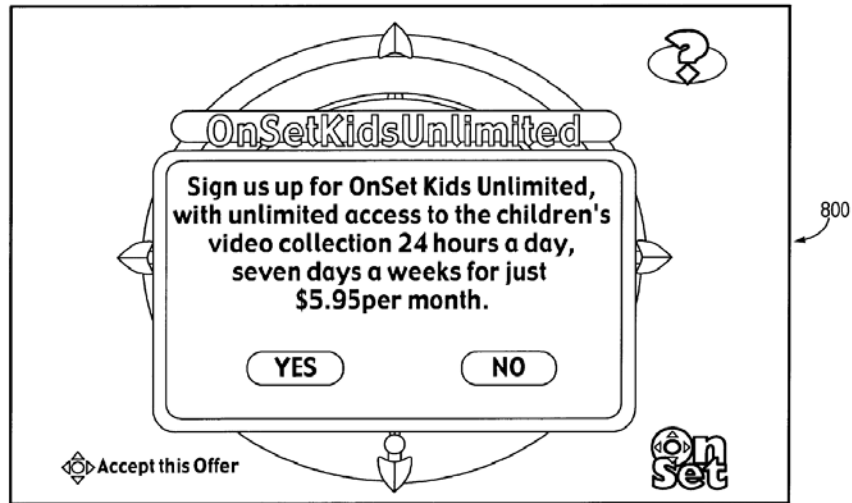 ?
OnSetKidsUnlimited
Sign us up for OnSet Kids Unlimited,
with unlimited access to the children's
video collection 24 hours a day,
seven days a weeks for just
$5.95per month.
800
YES NO
Accept this Offer
On
Set